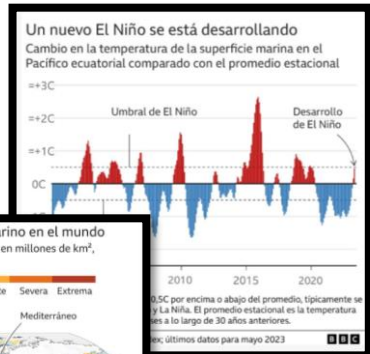 Un nuevo El Niño se está desarrollando
Cambio en la temperatura de la superficie marina en el
Pacífico ecuatorial comparado con el promedio estacional
=+3C
=+2C
Umbral de El Niño
Desarrollo
de El Niño
=+1C
0C
rino en el mundo
en millones de km²,
Severa Extrema
Mediterráneo
2010 2015 2020
0,5C por encima o abajo del promedio, típicamente se
y La Niña. El promedio estacional es la temperatura
ses a lo largo de 30 años anteriores.
últimos datos para mayo 2023
BBC